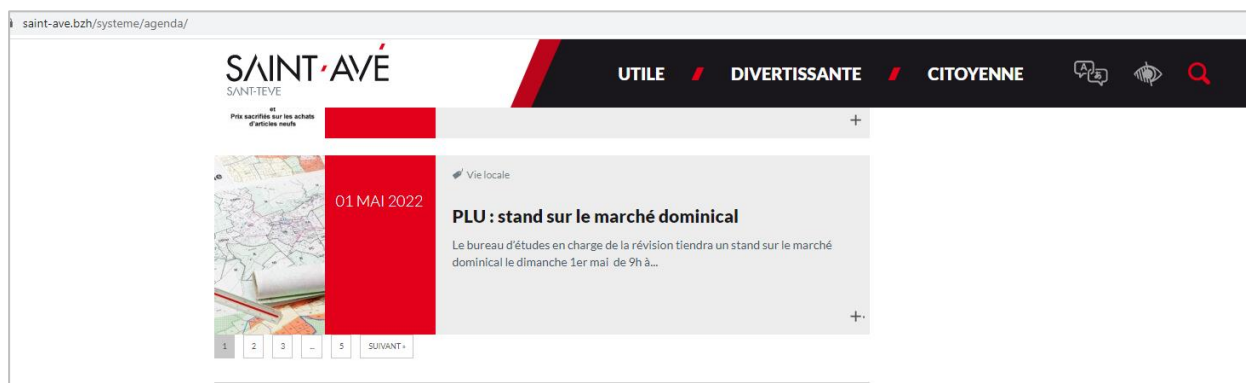 saint-ave.bzh/systeme/agenda/
SAINT-AVÉ
SANT-TEVE
UTILE / DIVERTISSANTE / CITOYENNE
et
Prix sacrifiés sur les achats
d'articles neufs
+
Vie locale
01 MAI 2022
PLU : stand sur le marché dominical
Le bureau d'études en charge de la révision tiendra un stand sur le marché
dominical le dimanche 1er mai de 9h à...
+
1 2 3 ... 5 SUIVANT »